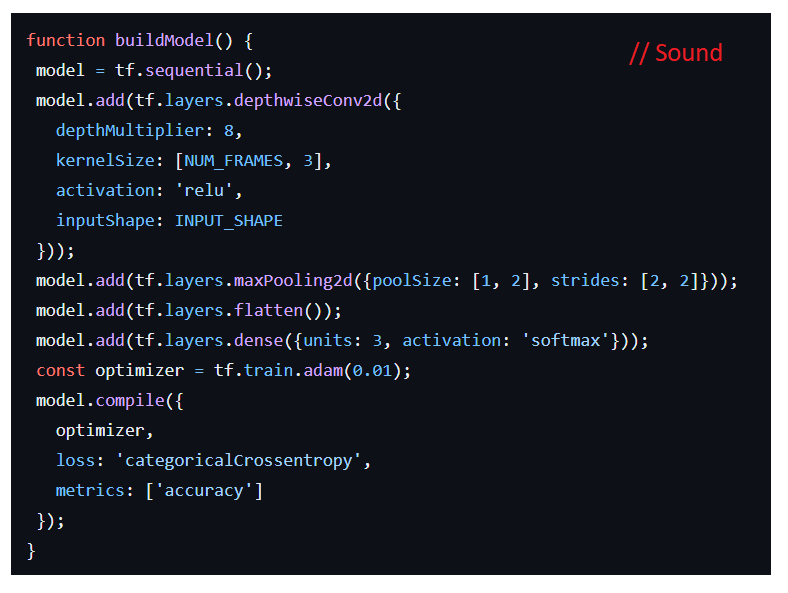 function buildModel() {
// Sound
model = tf.sequential();
model.add(tf.layers.depthwiseConv2d({
depthMultiplier: 8,
kernelSize: [NUM_FRAMES, 3],
activation: 'relu',
inputShape: INPUT_SHAPE
}));
model.add(tf.layers.maxPooling2d({poolSize: [1, 2], strides: [2, 2]}));
model.add(tf.layers.flatten());
model.add(tf.layers.dense({units: 3, activation: 'softmax'}));
const optimizer = tf.train.adam(0.01);
model.compile({
optimizer,
loss: 'categoricalCrossentropy',
metrics: ['accuracy']
});
}